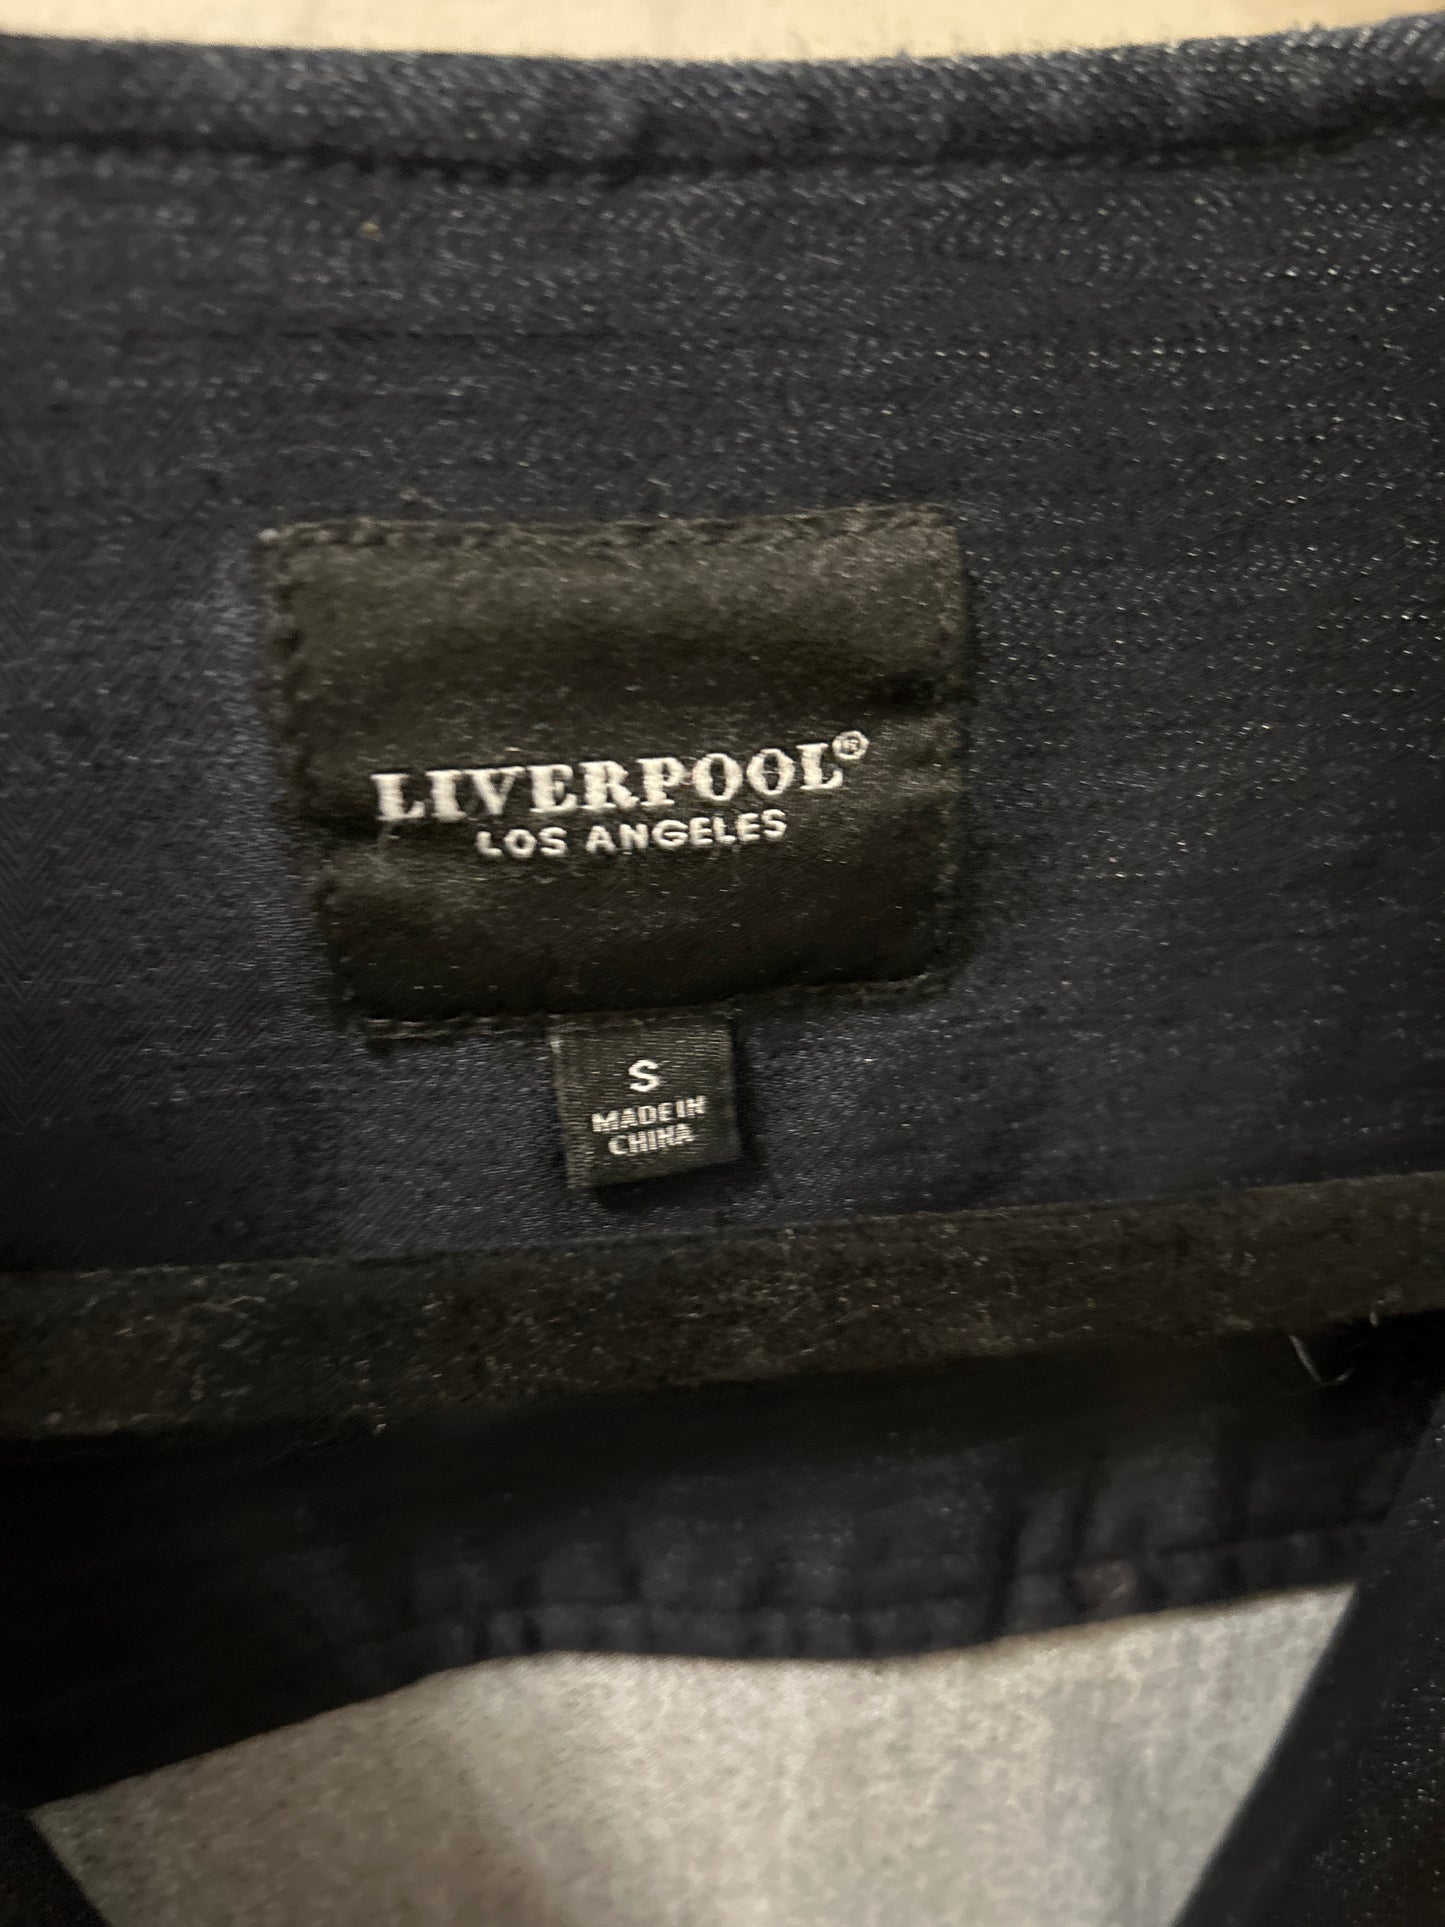 LIVERPOOL®
LOS ANGELES
S
MADE IN
CHINA